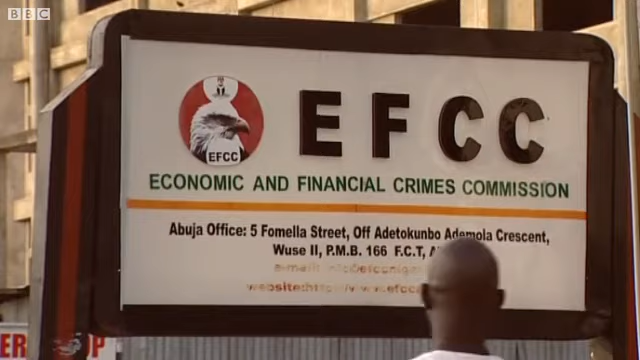 BBC
EFCC
EFCC
ECONOMIC AND FINANCIAL CRIMES COMMISSION
Abuja Office: 5 Fomella Street, Off Adetokunbo Ademola Crescent,
Wuse II, P.M.B. 166 F.C.T,